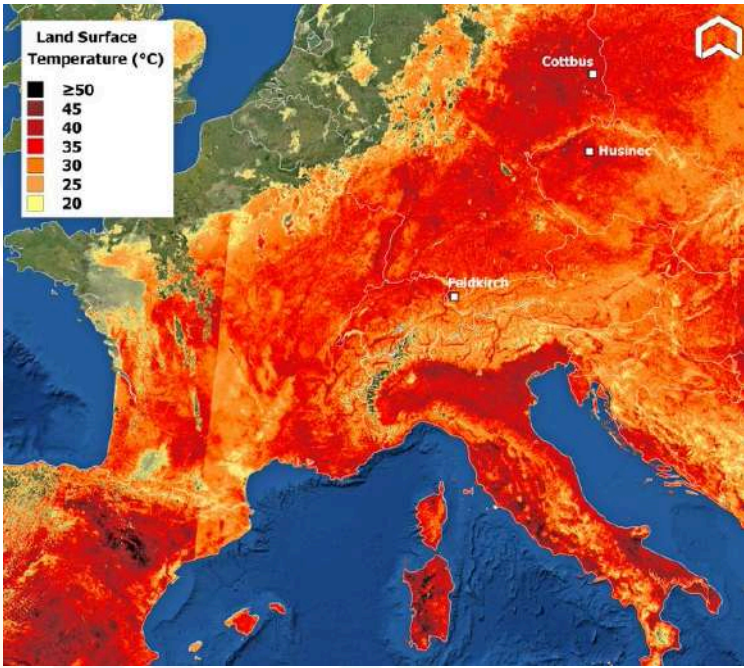 Land Surface
Temperature (°C)
≥50
45
40
35
30
25
20
Cottbus
Husinec
Feldkirch